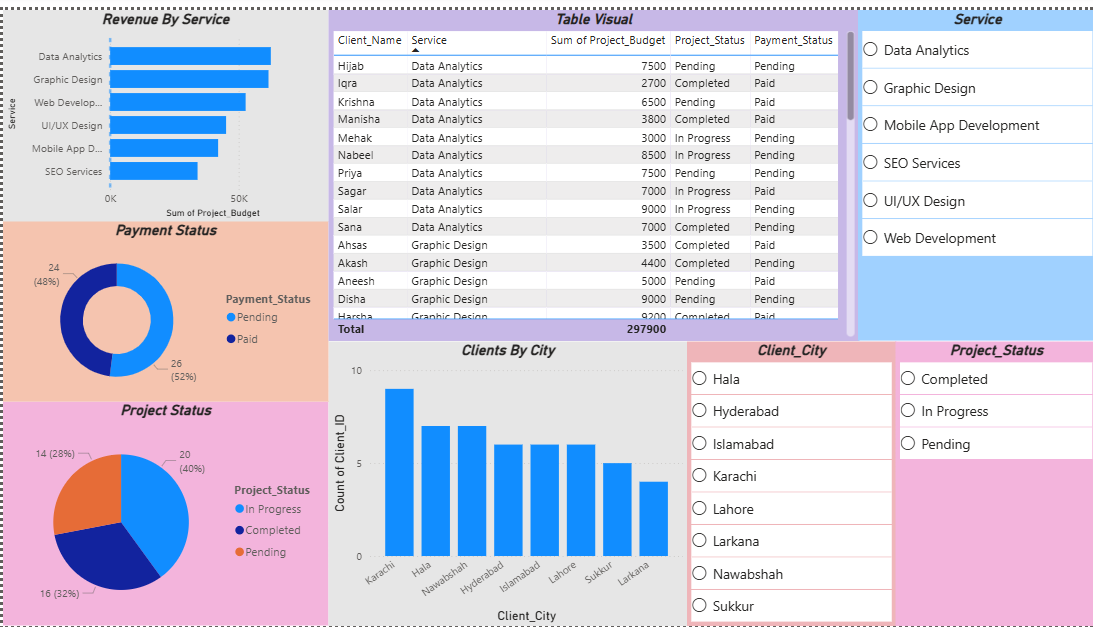 Revenue By Service
Service
Data Analytics
Graphic Design
Web Develop...
UI/UX Design
Mobile App D...
SEO Services
0K 50K
Sum of Project_Budget
Payment Status
24
(48%)
26
(52%)
Payment_Status
Pending
Paid
Project Status
14 (28%)
20
(40%)
16 (32%)
Project_Status
In Progress
Completed
Pending
Table Visual
Client_Name Service Sum of Project_Budget Project_Status Payment_Status
Hijab Data Analytics 7500 Pending Pending
Iqra Data Analytics 2700 Completed Paid
Krishna Data Analytics 6500 Pending Paid
Manisha Data Analytics 3800 Completed Paid
Mehak Data Analytics 3000 In Progress Pending
Nabeel Data Analytics 8500 In Progress Pending
Priya Data Analytics 7500 Pending Pending
Sagar Data Analytics 7000 In Progress Paid
Salar Data Analytics 9000 In Progress Pending
Sana Data Analytics 7000 Completed Pending
Ahsas Graphic Design 3500 Completed Paid
Akash Graphic Design 4400 Completed Pending
Aneesh Graphic Design 5000 Pending Paid
Disha Graphic Design 9000 Pending Pending
Harsha Graphic Design 9200 Completed Paid
Total 297900
Clients By City
Count of Client_ID
10
5
0
Karachi
Hala
Nawabshah
Hyderabad
Islamabad
Lahore
Sukkur
Larkana
Client_City
Service
Data Analytics
Graphic Design
Mobile App Development
SEO Services
UI/UX Design
Web Development
Client_City
Hala
Hyderabad
Islamabad
Karachi
Lahore
Larkana
Nawabshah
Sukkur
Project_Status
Completed
In Progress
Pending